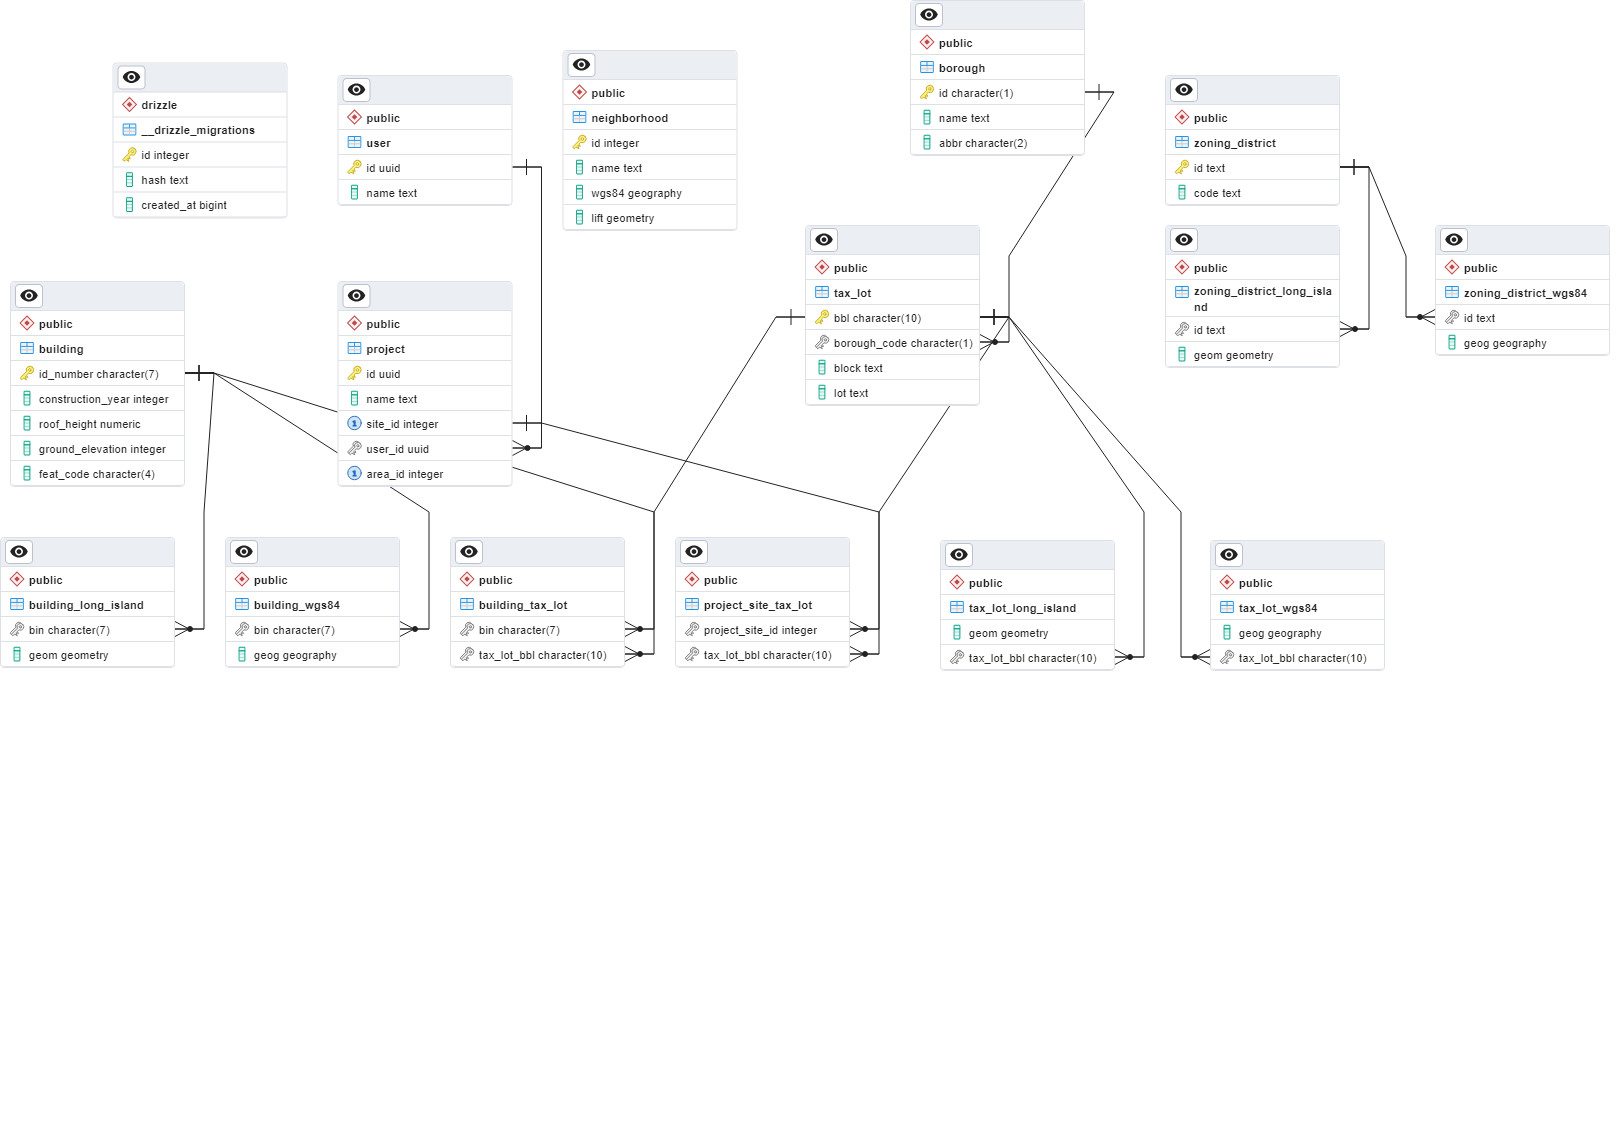 drizzle
__drizzle_migrations
id integer
hash text
created_at bigint
public
user
id uuid
name text
public
neighborhood
id integer
name text
wgs84 geography
lift geometry
public
borough
id character(1)
name text
abbr character(2)
public
zoning_district
id text
code text
public
building
id_number character(7)
construction_year integer
roof_height numeric
ground_elevation integer
feat_code character(4)
public
project
id uuid
name text
1 site_id integer
user_id uuid
1 area_id integer
public
tax_lot
bbl character(10)
borough_code character(1)
block text
lot text
public
zoning_district_long_isla
nd
id text
geom geometry
public
zoning_district_wgs84
id text
geog geography
public
building_long_island
bin character(7)
geom geometry
public
building_wgs84
bin character(7)
geog geography
public
building_tax_lot
bin character(7)
tax_lot_bbl character(10)
public
project_site_tax_lot
project_site_id integer
tax_lot_bbl character(10)
public
tax_lot_long_island
geom geometry
tax_lot_bbl character(10)
public
tax_lot_wgs84
geog geography
tax_lot_bbl character(10)